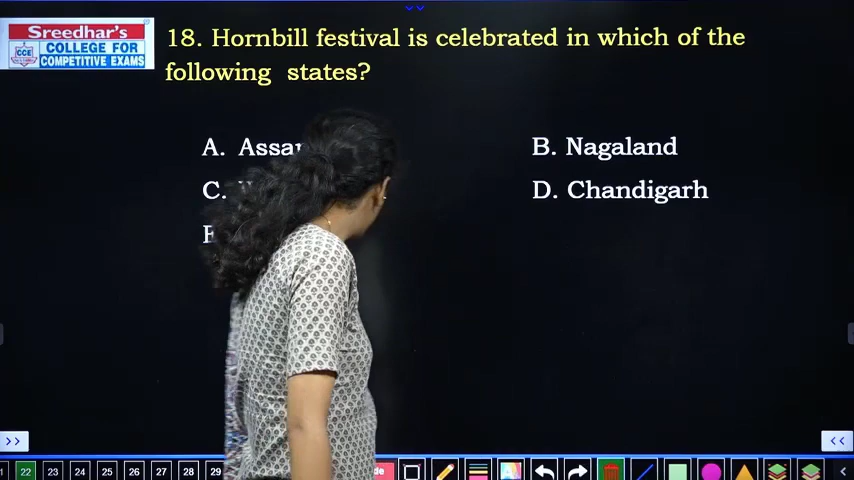 Sreedhar's
CCE
COLLEGE FOR
COMPETITIVE EXAMS
18. Hornbill festival is celebrated in which of the
following states?
A.
B. Nagaland
C.
D. Chandigarh
>>
<<
22 23 24 25 26 27 28 29